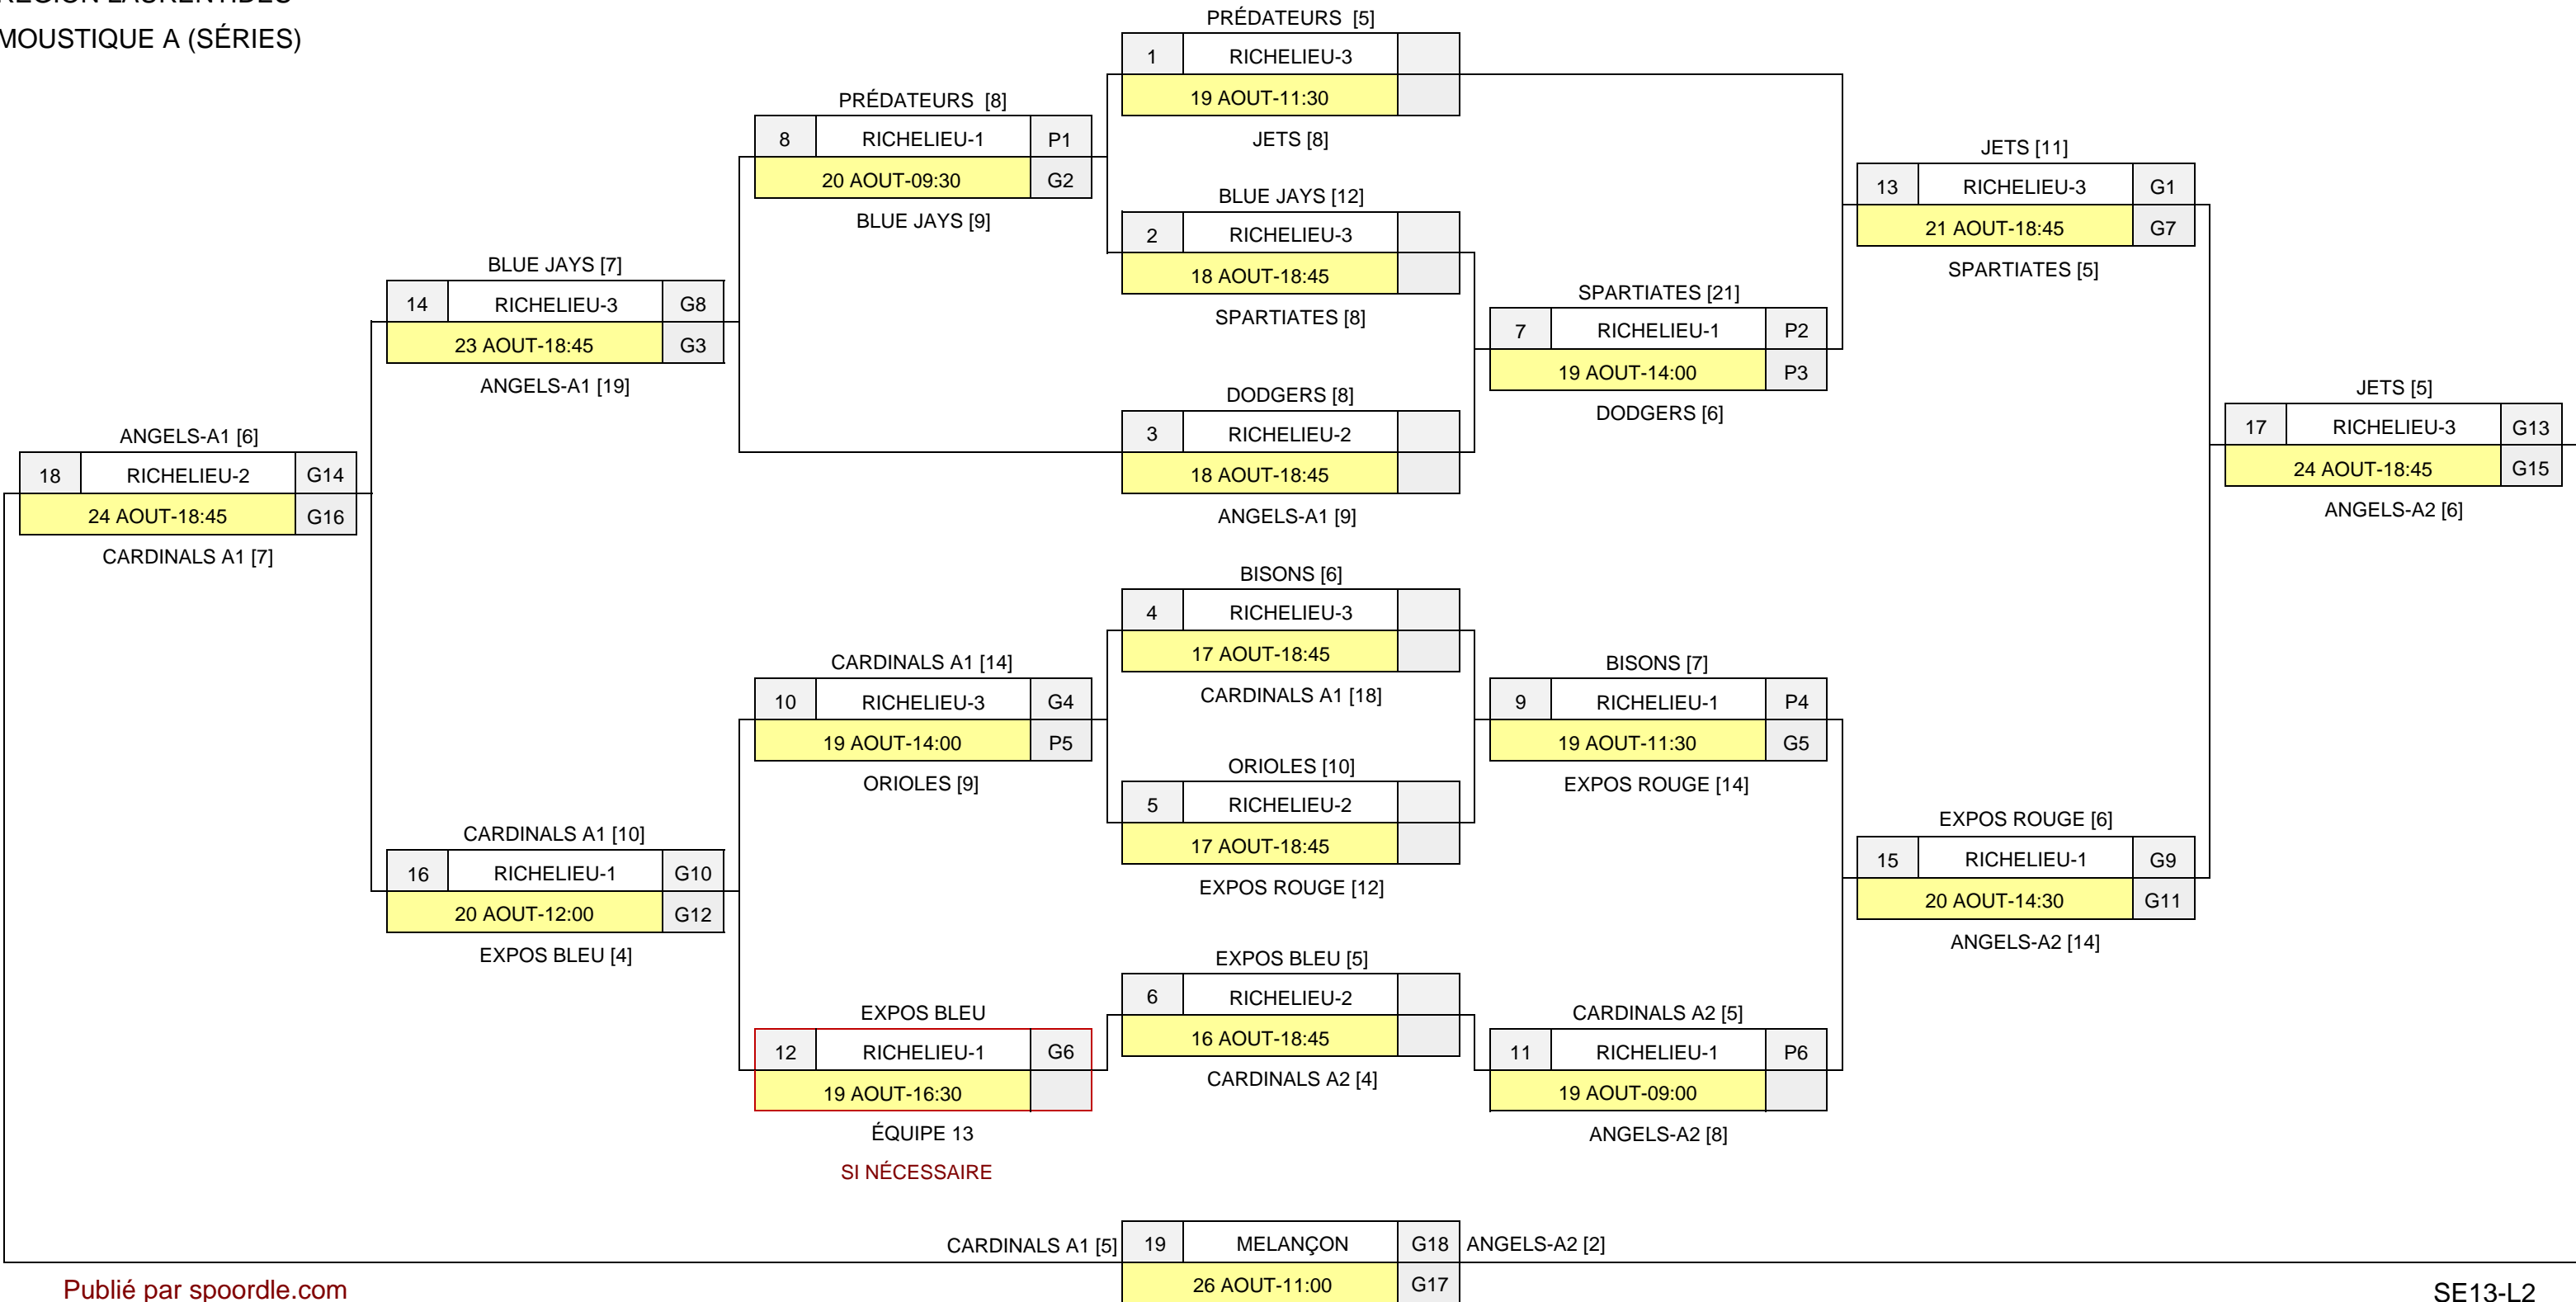 RÉGION LAURENTIDES
MOUSTIQUE A (SÉRIES)
PRÉDATEURS [5]
1 RICHELIEU-3
19 AOUT-11:30
JETS [8]
PRÉDATEURS [8]
8 RICHELIEU-1 P1
20 AOUT-09:30 G2
BLUE JAYS [9]
JETS [11]
13 RICHELIEU-3 G1
21 AOUT-18:45 G7
SPARTIATES [5]
BLUE JAYS [12]
2 RICHELIEU-3
18 AOUT-18:45
SPARTIATES [8]
BLUE JAYS [7]
14 RICHELIEU-3 G8
23 AOUT-18:45 G3
ANGELS-A1 [19]
SPARTIATES [21]
7 RICHELIEU-1 P2
19 AOUT-14:00 P3
DODGERS [6]
DODGERS [8]
3 RICHELIEU-2
18 AOUT-18:45
ANGELS-A1 [9]
JETS [5]
17 RICHELIEU-3 G13
24 AOUT-18:45 G15
ANGELS-A2 [6]
ANGELS-A1 [6]
18 RICHELIEU-2 G14
24 AOUT-18:45 G16
CARDINALS A1 [7]
BISONS [6]
4 RICHELIEU-3
17 AOUT-18:45
CARDINALS A1 [18]
CARDINALS A1 [14]
10 RICHELIEU-3 G4
19 AOUT-14:00 P5
ORIOLES [9]
BISONS [7]
9 RICHELIEU-1 P4
19 AOUT-11:30 G5
EXPOS ROUGE [14]
ORIOLES [10]
5 RICHELIEU-2
17 AOUT-18:45
EXPOS ROUGE [12]
CARDINALS A1 [10]
16 RICHELIEU-1 G10
20 AOUT-12:00 G12
EXPOS BLEU [4]
EXPOS ROUGE [6]
15 RICHELIEU-1 G9
20 AOUT-14:30 G11
ANGELS-A2 [14]
EXPOS BLEU [5]
6 RICHELIEU-2
16 AOUT-18:45
CARDINALS A2 [4]
EXPOS BLEU
12 RICHELIEU-1 G6
19 AOUT-16:30
ÉQUIPE 13
SI NÉCESSAIRE
CARDINALS A2 [5]
11 RICHELIEU-1 P6
19 AOUT-09:00
ANGELS-A2 [8]
CARDINALS A1 [5] 19 MELANÇON G18 ANGELS-A2 [2]
26 AOUT-11:00 G17
Publié par spoordle.com
SE13-L2